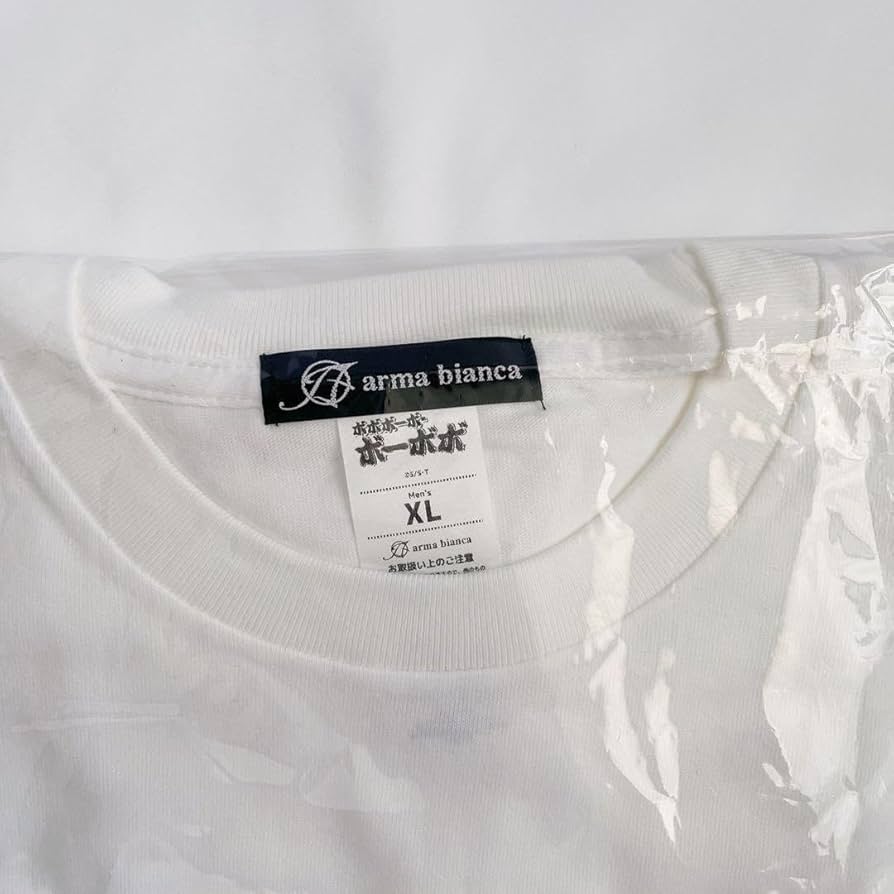 arma bianca
ボボボーボ・
ボーボボ
Men's
XL
arma bianca
お取扱い上のご注意